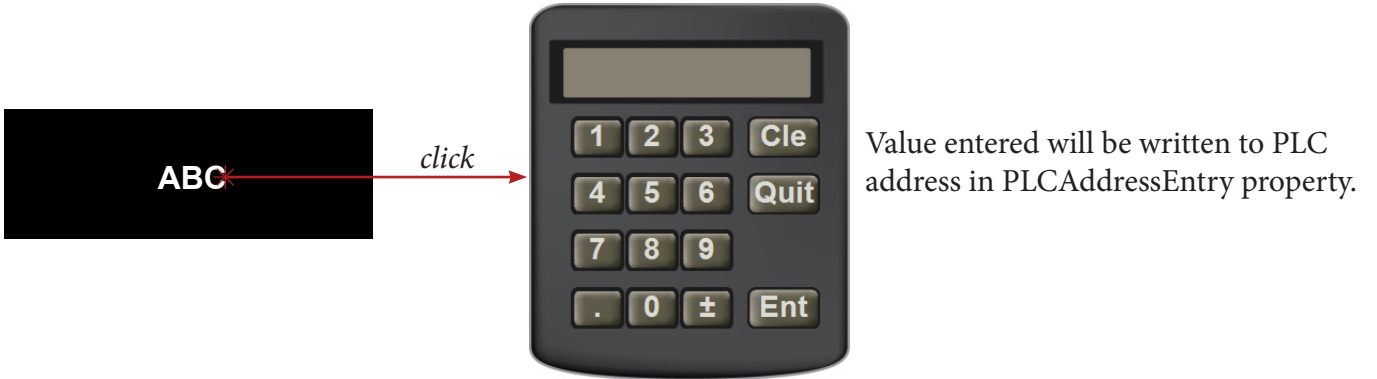 ABC
click
1 2 3 Cle
4 5 6 Quit
7 8 9
. 0 ± Ent
Value entered will be written to PLC
address in PLCAddressEntry property.